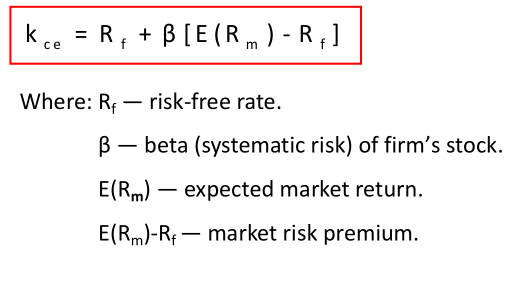 k ce = R f + β [ E ( R m ) - R f ]
Where: Rf — risk-free rate.
β — beta (systematic risk) of firm's stock.
E(Rm) — expected market return.
E(Rm)-Rf — market risk premium.